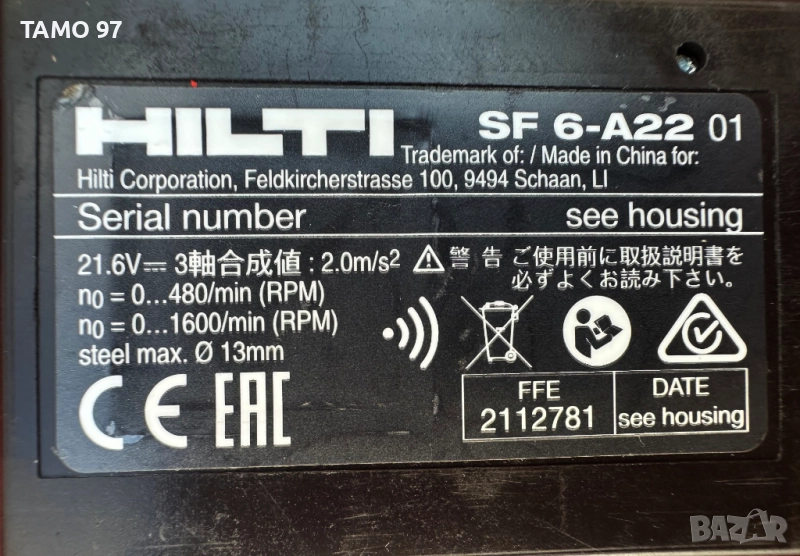 TAMO 97
HILTI SF 6-A22 01
Trademark of: / Made in China for:
Hilti Corporation, Feldkircherstrasse 100, 9494 Schaan, LI
Serial number see housing
21.6V⎓ 3軸合成値 : 2.0m/s² ⚠ 警告 ご使用前に取扱説明書を
必ずよくお読み下さい。
n₀ = 0...480/min (RPM)
n₀ = 0...1600/min (RPM)
steel max. Ø 13mm
CE EAC
FFE DATE
2112781 see housing
BAZAR